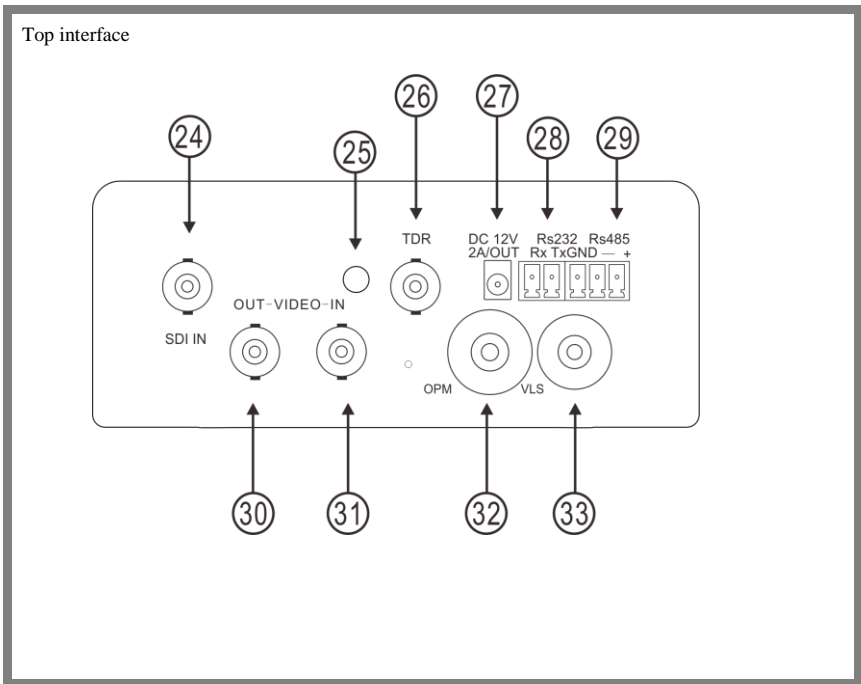 Top interface
24
25
26
27
28
29
TDR
DC 12V Rs232 Rs485
2A/OUT Rx TxGND — +
OUT-VIDEO-IN
SDI IN
OPM VLS
30
31
32
33